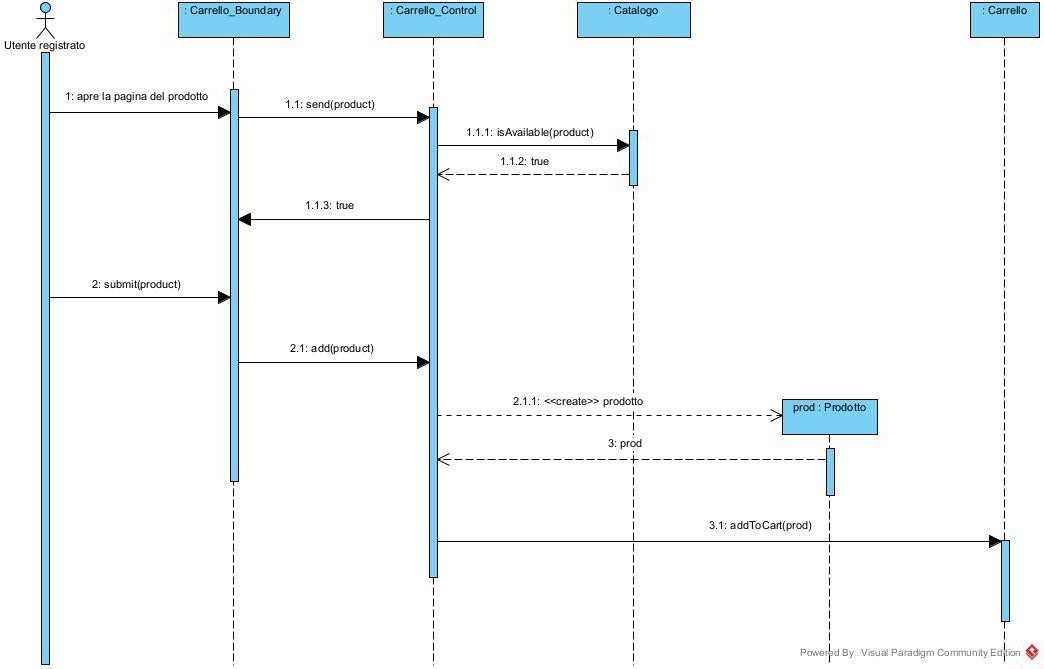 : Carrello_Boundary
: Carrello_Control
: Catalogo
: Carrello
Utente registrato
1: apre la pagina del prodotto
1.1: send(product)
1.1.1: isAvailable(product)
1.1.2: true
1.1.3: true
2: submit(product)
2.1: add(product)
2.1.1: <<create>> prodotto
prod : Prodotto
3: prod
3.1: addToCart(prod)
Powered By Visual Paradigm Community Edition